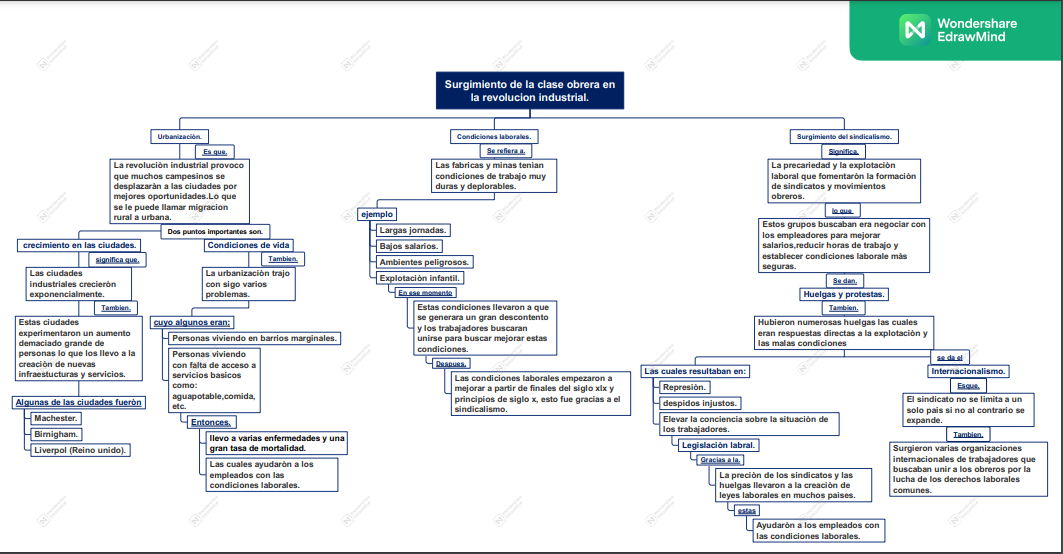 Wondershare
EdrawMind
Surgimiento de la clase obrera en
la revolucion industrial.
Urbanizaciòn.
Es que.
La revoluciòn industrial provoco
que muchos campesinos se
desplazaràn a las ciudades por
mejores oportunidades.Lo que
se le puede llamar migracion
rural a urbana.
Dos puntos importantes son.
crecimiento en las ciudades.
significa que.
Las ciudades
industriales crecieròn
exponencialmente.
Tambien.
Estas ciudades
experimentaron un aumento
demaciado grande de
personas lo que los llevo a la
creaciòn de nuevas
infraestucturas y servicios.
Algunas de las ciudades fueròn
Machester.
Birnigham.
Liverpol (Reino unido).
Condiciones de vida
Tambien.
La urbanizaciòn trajo
con sigo varios
problemas.
cuyo algunos eran:
Personas viviendo en barrios marginales.
Personas viviendo
con falta de acceso a
servicios basicos
como:
aguapotable,comida,
etc.
Entonces.
llevo a varias enfermedades y una
gran tasa de mortalidad.
Las cuales ayudaròn a los
empleados con las
condiciones laborales.
Condiciones laborales.
Se refiera a.
Las fabricas y minas tenian
condiciones de trabajo muy
duras y deplorables.
ejemplo
Largas jornadas.
Bajos salarios.
Ambientes peligrosos.
Explotaciòn infantil.
En ese momento
Estas condiciones llevaron a que
se generara un gran descontento
y los trabajadores buscaran
unirse para buscar mejorar estas
condiciones.
Despues.
Las condiciones laborales empezaron a
mejorar a partir de finales del siglo xlx y
principios de siglo x, esto fue gracias a el
sindicalismo.
Surgimiento del sindicalismo.
Significa.
La precariedad y la explotaciòn
laboral que fomentaròn la formaciòn
de sindicatos y movimientos
obreros.
lo que
Estos grupos buscaban era negociar con
los empleadores para mejorar
salarios,reducir horas de trabajo y
establecer condiciones laborale màs
seguras.
Se dan.
Huelgas y protestas.
Tambien.
Hubieron numerosas huelgas las cuales
eran respuestas directas a la explotaciòn y
las malas condiciones
Las cuales resultaban en:
Represiòn.
despidos injustos.
Elevar la conciencia sobre la situaciòn de
los trabajadores.
Legislaciòn labral.
Gracias a la.
La preciòn de los sindicatos y las
huelgas llevaron a la creaciòn de
leyes laborales en muchos paises.
estas
Ayudaròn a los empleados con
las condiciones laborales.
se da el
Internacionalismo.
Esque.
El sindicato no se limita a un
solo pais si no al contrario se
expande.
Tambien.
Surgieron varias organizaciones
internacionales de trabajadores que
buscaban unir a los obreros por la
lucha de los derechos laborales
comunes.